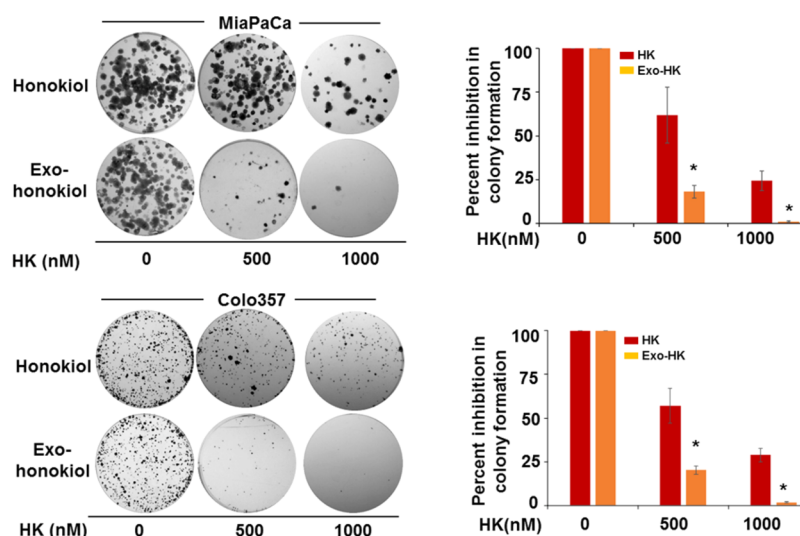 MiaPaCa
Honokiol
Exo-
honokiol
HK (nM) 0 500 1000
Percent inhibition in
colony formation
100
75
50
25
0
HK
Exo-HK
*
*
HK(nM) 0 500 1000
Colo357
Honokiol
Exo-
honokiol
HK (nM) 0 500 1000
Percent inhibition in
colony formation
100
75
50
25
0
HK
Exo-HK
*
*
HK(nM) 0 500 1000